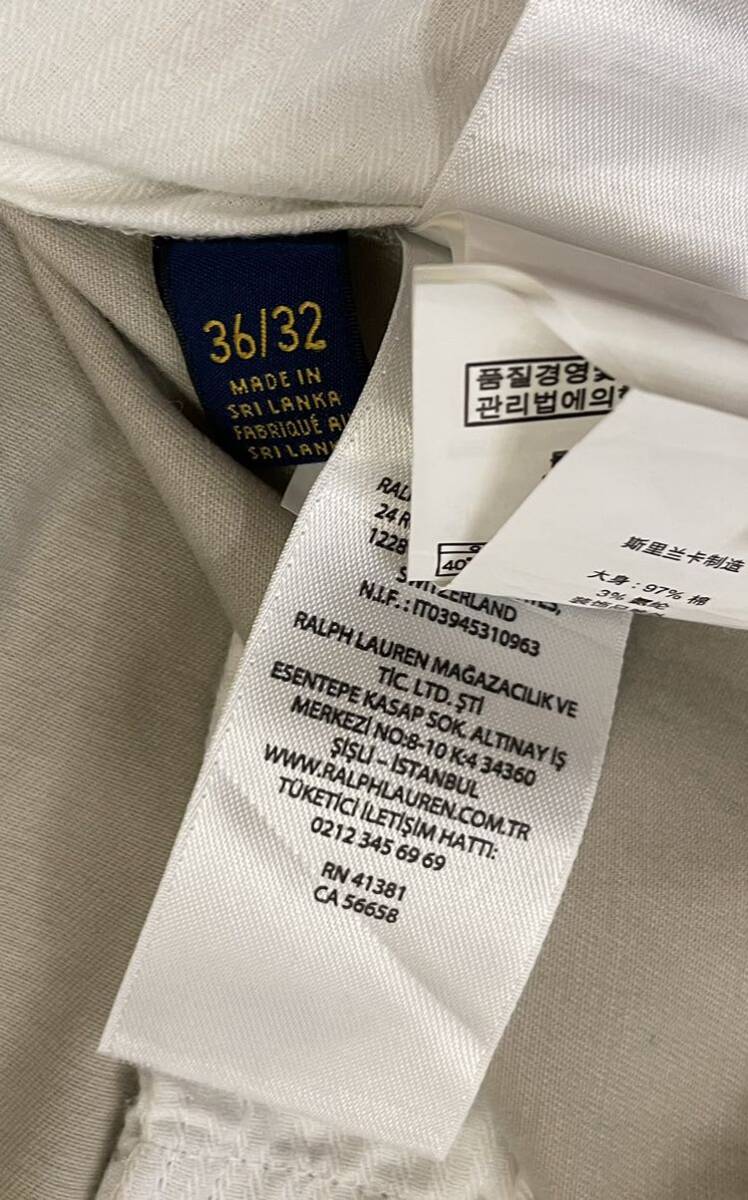 36/32
MADE IN
SRI LANKA
FABRIQUÉ
SRI
품질경영
관리법에의
斯里兰卡制造
大身：97% 棉
3% 氨纶
24
1228
40
SWITZERLAND
N.I.F.: IT03945310963
RALPH LAUREN MAĞAZACILIK VE
TİC. LTD. ŞTİ
ESENTEPE KASAP SOK. ALTINAY İŞ
MERKEZİ NO:8-10 K:4 34360
ŞİŞLİ – İSTANBUL
WWW.RALPHLAUREN.COM.TR
TÜKETİCİ İLETİŞİM HATTI:
0212 345 69 69
RN 41381
CA 56658